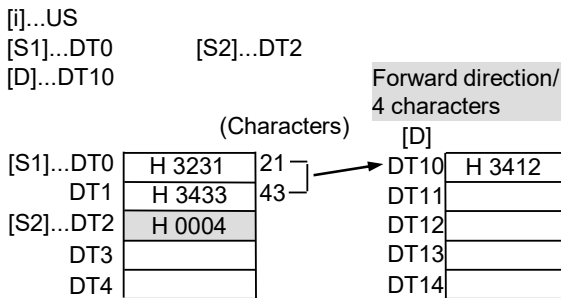 [i]...US
[S1]...DT0 [S2]...DT2
[D]...DT10
Forward direction/
4 characters
(Characters) [D]
[S1]...DT0 H 3231 21 DT10 H 3412
DT1 H 3433 43 DT11
[S2]...DT2 H 0004 DT12
DT3 DT13
DT4 DT14